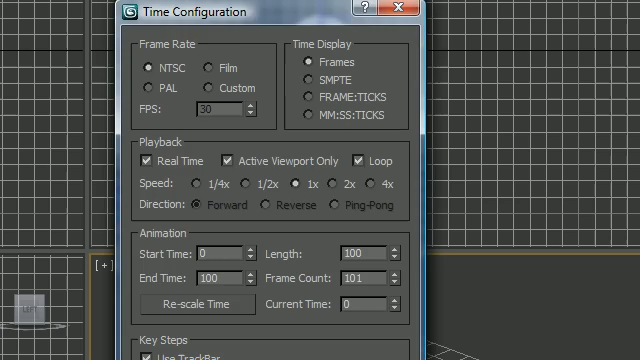 Time Configuration
?
Frame Rate
NTSC Film
PAL Custom
FPS: 30
Time Display
Frames
SMPTE
FRAME:TICKS
MM:SS:TICKS
Playback
Real Time Active Viewport Only Loop
Speed: 1/4x 1/2x 1x 2x 4x
Direction: Forward Reverse Ping-Pong
Animation
Start Time: 0 Length: 100
End Time: 100 Frame Count: 101
Re-scale Time Current Time: 0
Key Steps
Use TrackBar
[ + ]
LEFT